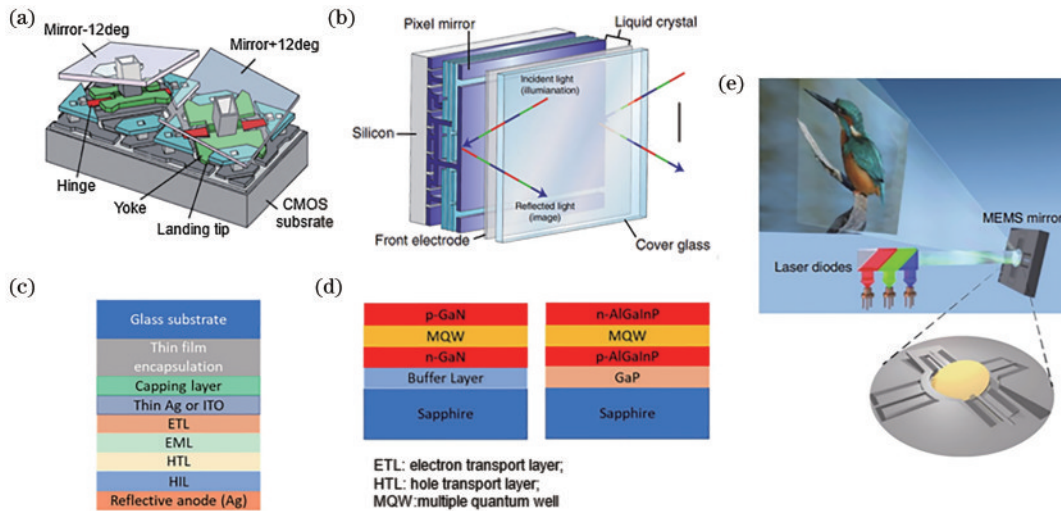 (a)
Mirror-12deg
Mirror+12deg
Hinge
Yoke
Landing tip
CMOS
subsrate
(b)
Pixel mirror
Liquid crystal
Incident light
(illumianation)
Silicon
Reflected light
(image)
Front electrode
Cover glass
(e)
MEMS mirror
Laser diodes
(c)
Glass substrate
Thin film
encapsulation
Capping layer
Thin Ag or ITO
ETL
EML
HTL
HIL
Reflective anode (Ag)
(d)
p-GaN
MQW
n-GaN
Buffer Layer
Sapphire
n-AlGaInP
MQW
p-AlGaInP
GaP
Sapphire
ETL: electron transport layer;
HTL: hole transport layer;
MQW:multiple quantum well